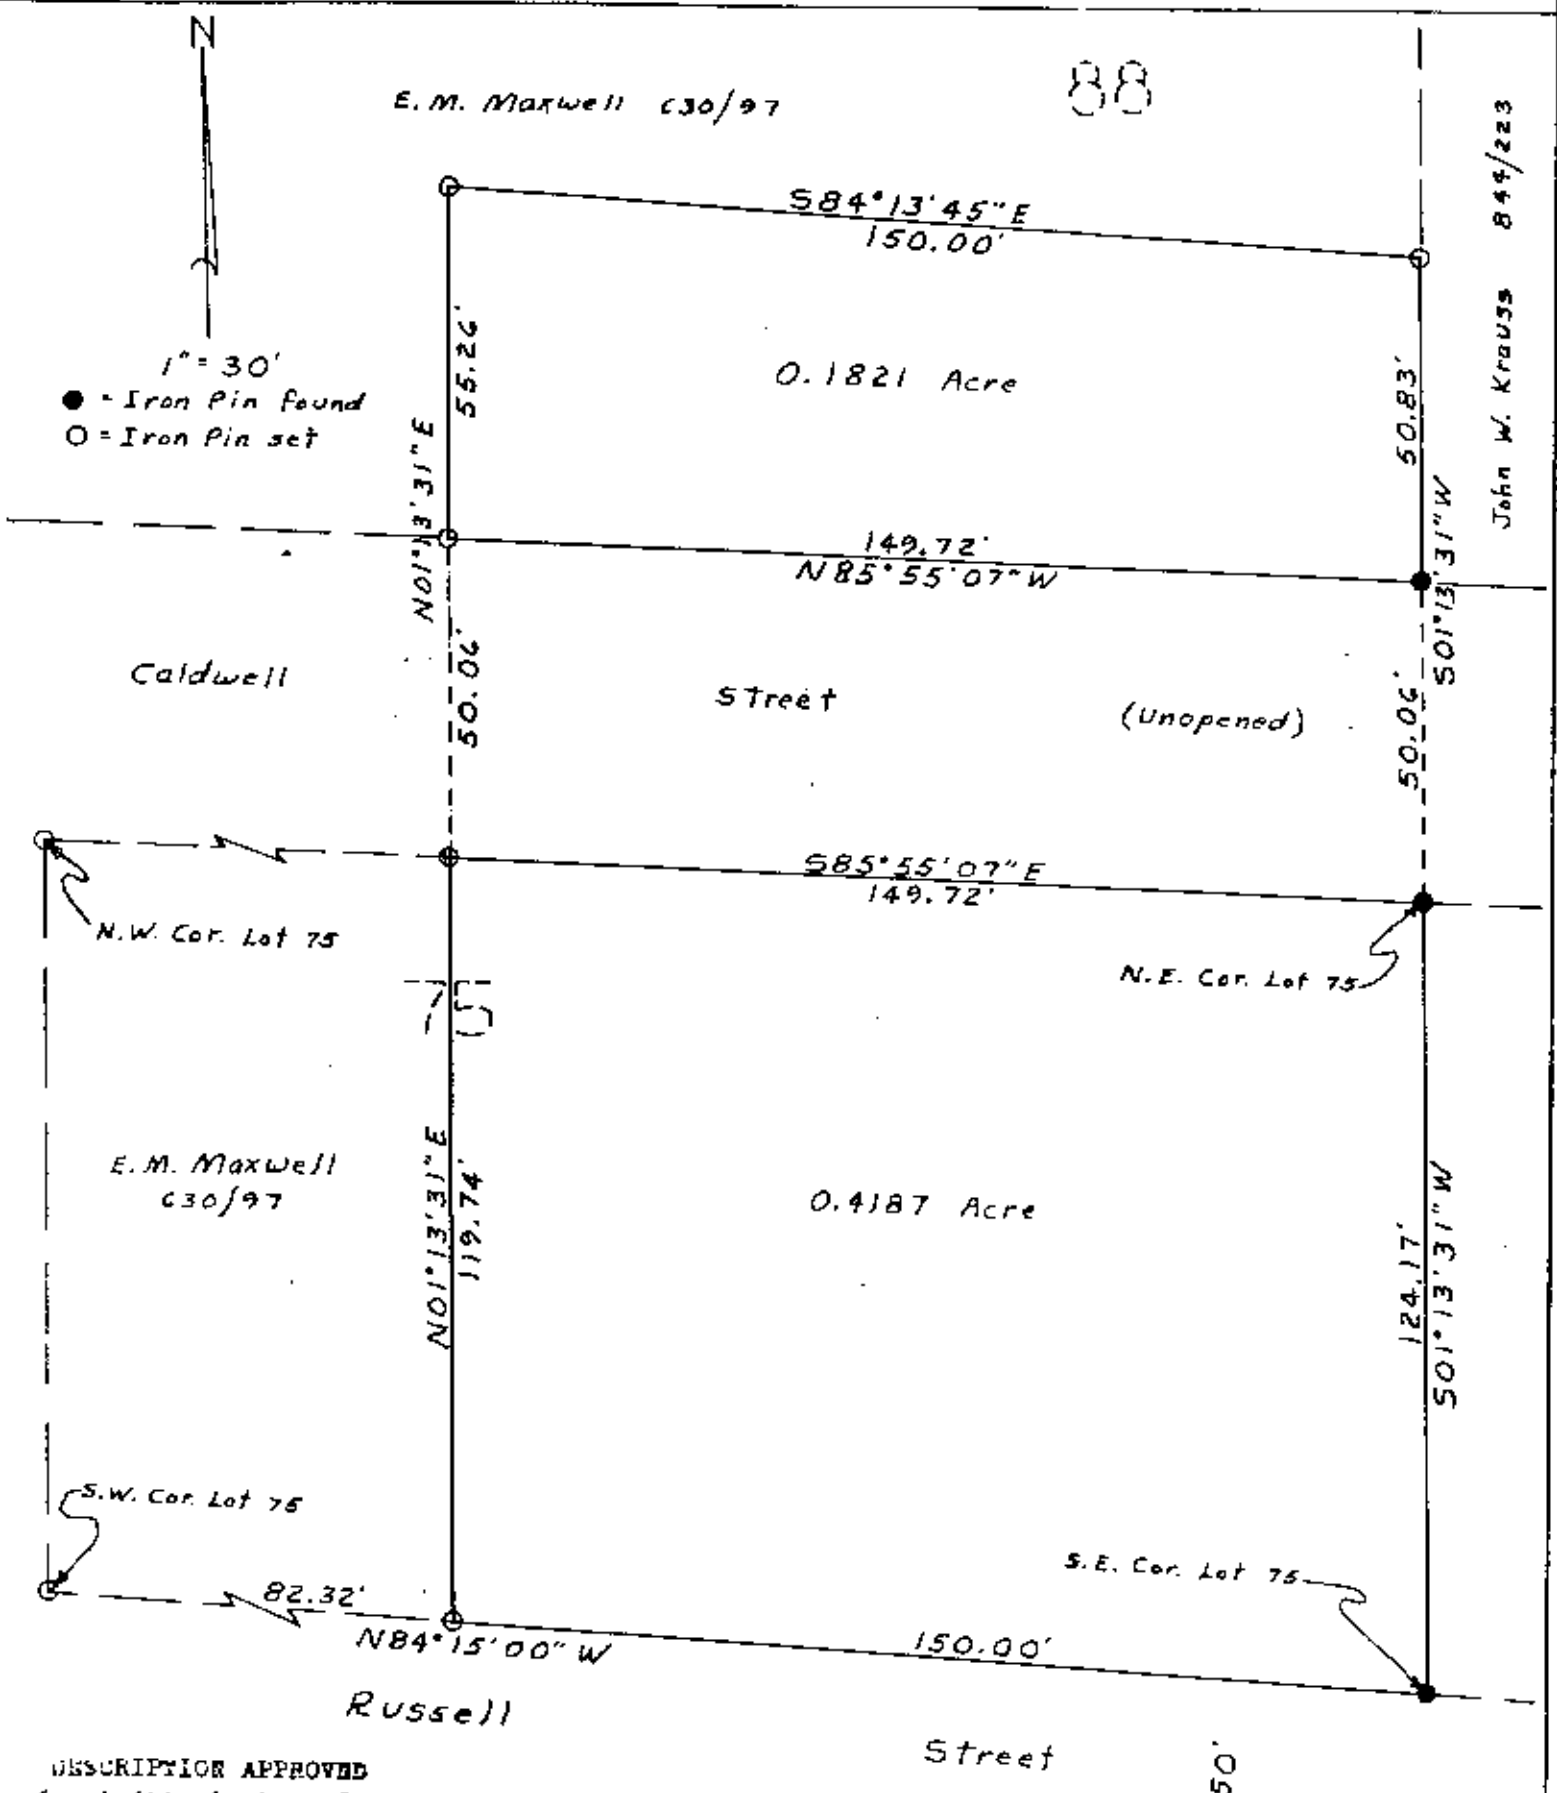 N
E.M. Maxwell 630/97
88
John W. Krauss 844/223
S84°13'45"E
150.00'
1" = 30'
● = Iron Pin found
○ = Iron Pin set
55.26'
0.1821 Acre
50.83'
N01°13'31"E
S01°13'31"W
149.72'
N85°55'07"W
Caldwell Street (Unopened)
50.06'
50.06'
S85°55'07"E
149.72'
N.W. Cor. Lot 75
N.E. Cor. Lot 75
75
E.M. Maxwell
630/97
N01°13'31"E
119.74'
0.4187 Acre
124.17'
S01°13'31"W
S.W. Cor. Lot 75
S.E. Cor. Lot 75
82.32'
N84°15'00"W
150.00'
Russell Street
50'
DESCRIPTION APPROVED